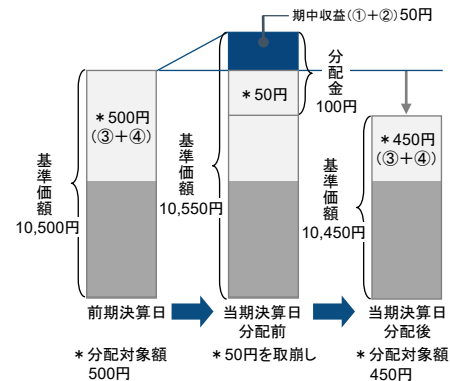 期中収益(①+②)50円
分配金
100円
*500円
(③+④)
*50円
*450円
(③+④)
基準価額
10,500円
基準価額
10,550円
基準価額
10,450円
前期決算日
当期決算日
分配前
当期決算日
分配後
*分配対象額
500円
*50円を取崩し
*分配対象額
450円